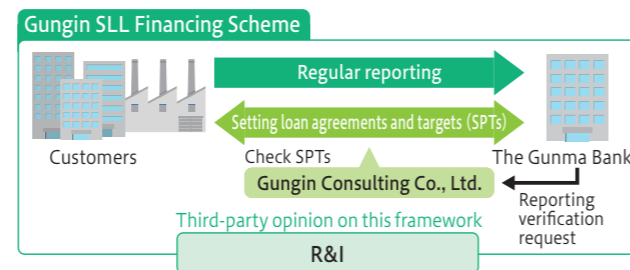 Gungin SLL Financing Scheme
Regular reporting
Setting loan agreements and targets (SPTs)
Customers
Check SPTs
The Gunma Bank
Gungin Consulting Co., Ltd.
Reporting
verification
request
Third-party opinion on this framework
R&I